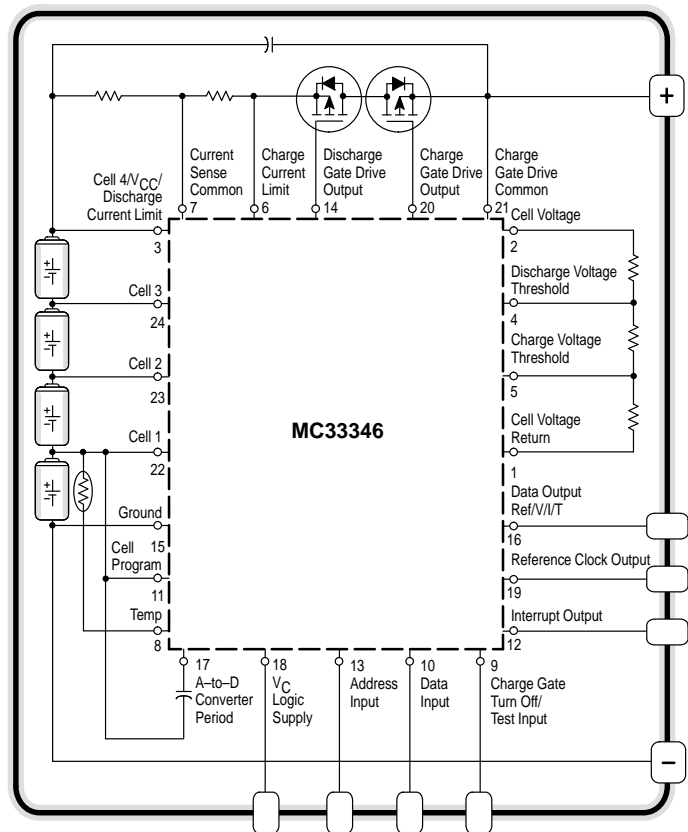 +
Current
Sense
Common
7
Charge
Current
Limit
6
Discharge
Gate Drive
Output
14
Charge
Gate Drive
Output
20
Charge
Gate Drive
Common
21
Cell 4/VCC/
Discharge
Current Limit
3
Cell Voltage
2
Discharge Voltage
Threshold
4
Cell 3
24
Charge Voltage
Threshold
5
Cell 2
23
MC33346
Cell Voltage
Return
1
Cell 1
22
Data Output
Ref/V/I/T
16
Ground
15
Reference Clock Output
19
Cell
Program
11
Interrupt Output
12
Temp
8
17
A–to–D
Converter
Period
18
VC
Logic
Supply
13
Address
Input
10
Data
Input
9
Charge Gate
Turn Off/
Test Input
–
+
–
+
–
+
–
+
–